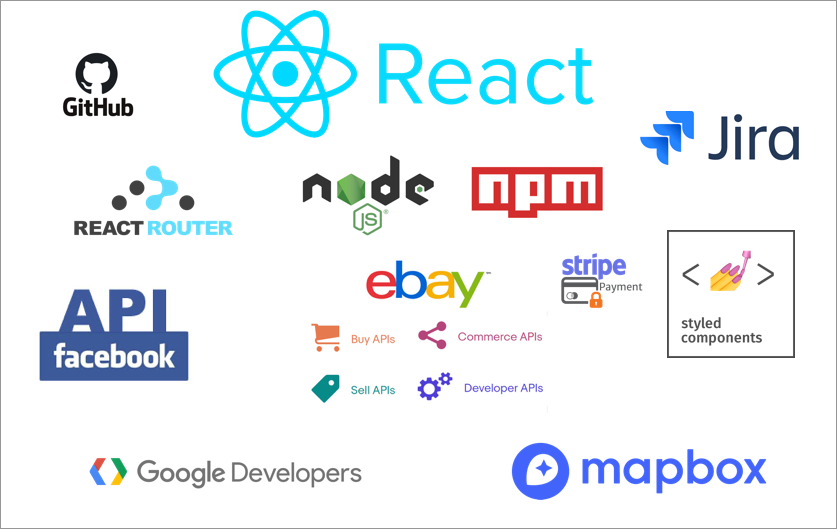 React
GitHub
Jira
node
JS
npm
REACT ROUTER
ebay™
stripe
Payment
API
facebook
styled
components
Buy APIs
Commerce APIs
Sell APIs
Developer APIs
Google Developers
mapbox